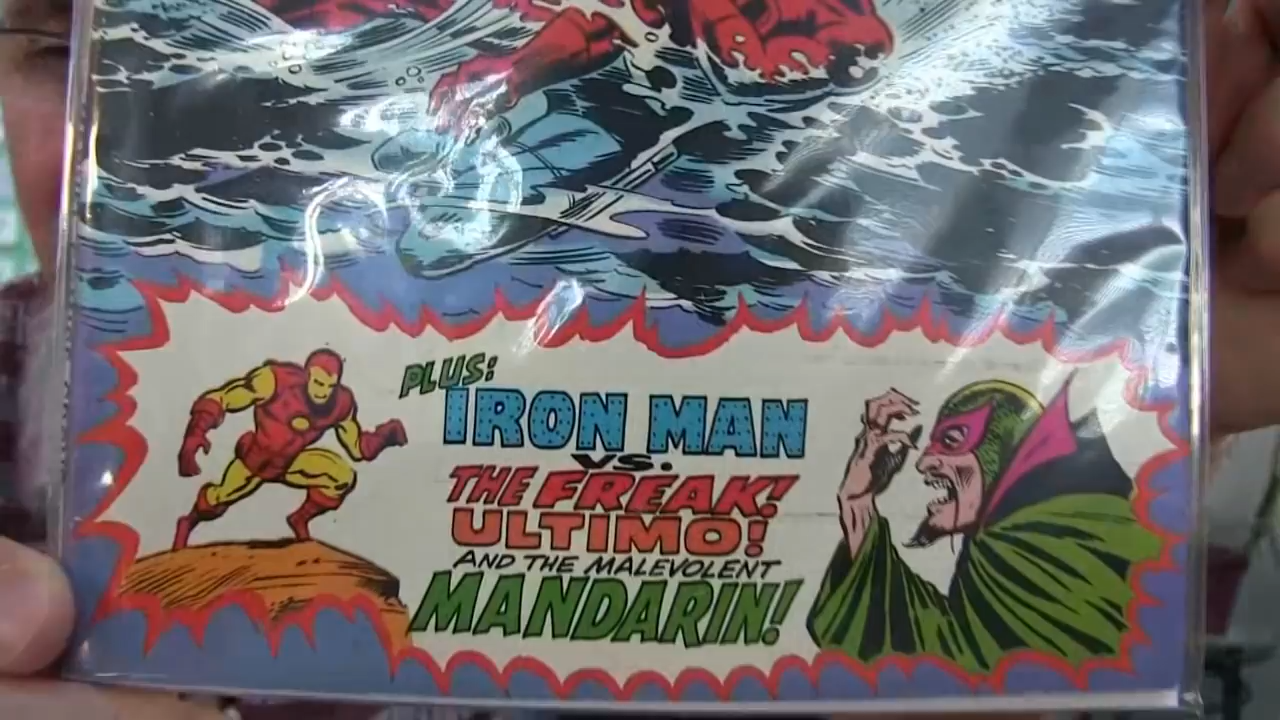 PLUS:
IRON MAN
VS.
THE FREAK!
ULTIMO!
AND THE MALEVOLENT
MANDARIN!